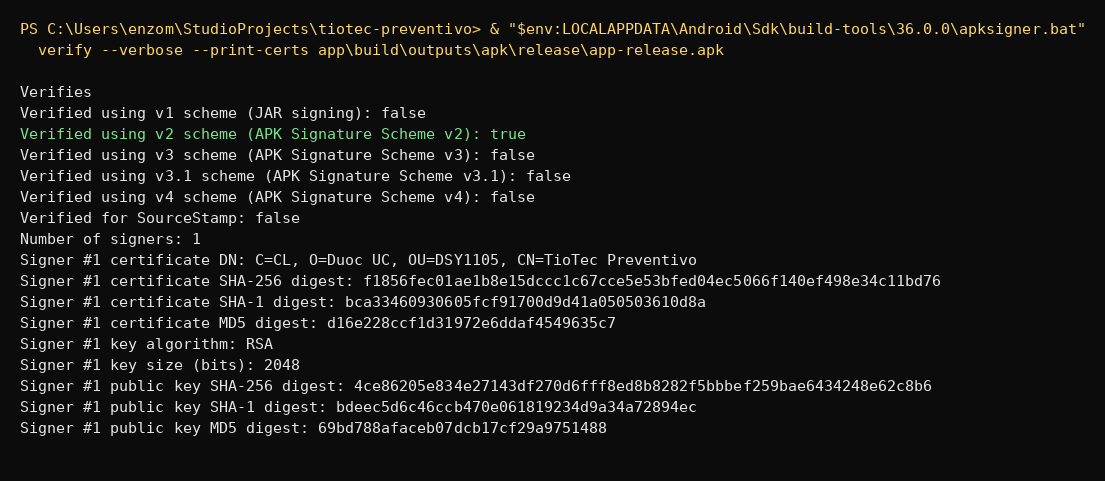 PS C:\Users\enzom\StudioProjects\tiotec-preventivo> & "$env:LOCALAPPDATA\Android\Sdk\build-tools\36.0.0\apksigner.bat"
verify --verbose --print-certs app\build\outputs\apk\release\app-release.apk
Verifies
Verified using v1 scheme (JAR signing): false
Verified using v2 scheme (APK Signature Scheme v2): true
Verified using v3 scheme (APK Signature Scheme v3): false
Verified using v3.1 scheme (APK Signature Scheme v3.1): false
Verified using v4 scheme (APK Signature Scheme v4): false
Verified for SourceStamp: false
Number of signers: 1
Signer #1 certificate DN: C=CL, O=Duoc UC, OU=DSY1105, CN=TioTec Preventivo
Signer #1 certificate SHA-256 digest: f1856fec01ae1b8e15dccc1c67cce5e53bfed04ec5066f140ef498e34c11bd76
Signer #1 certificate SHA-1 digest: bca33460930605fcf91700d9d41a050503610d8a
Signer #1 certificate MD5 digest: d16e228ccf1d31972e6ddaf4549635c7
Signer #1 key algorithm: RSA
Signer #1 key size (bits): 2048
Signer #1 public key SHA-256 digest: 4ce86205e834e27143df270d6fff8ed8b8282f5bbbef259bae6434248e62c8b6
Signer #1 public key SHA-1 digest: bdeec5d6c46ccb470e061819234d9a34a72894ec
Signer #1 public key MD5 digest: 69bd788afaceb07dcb17cf29a9751488